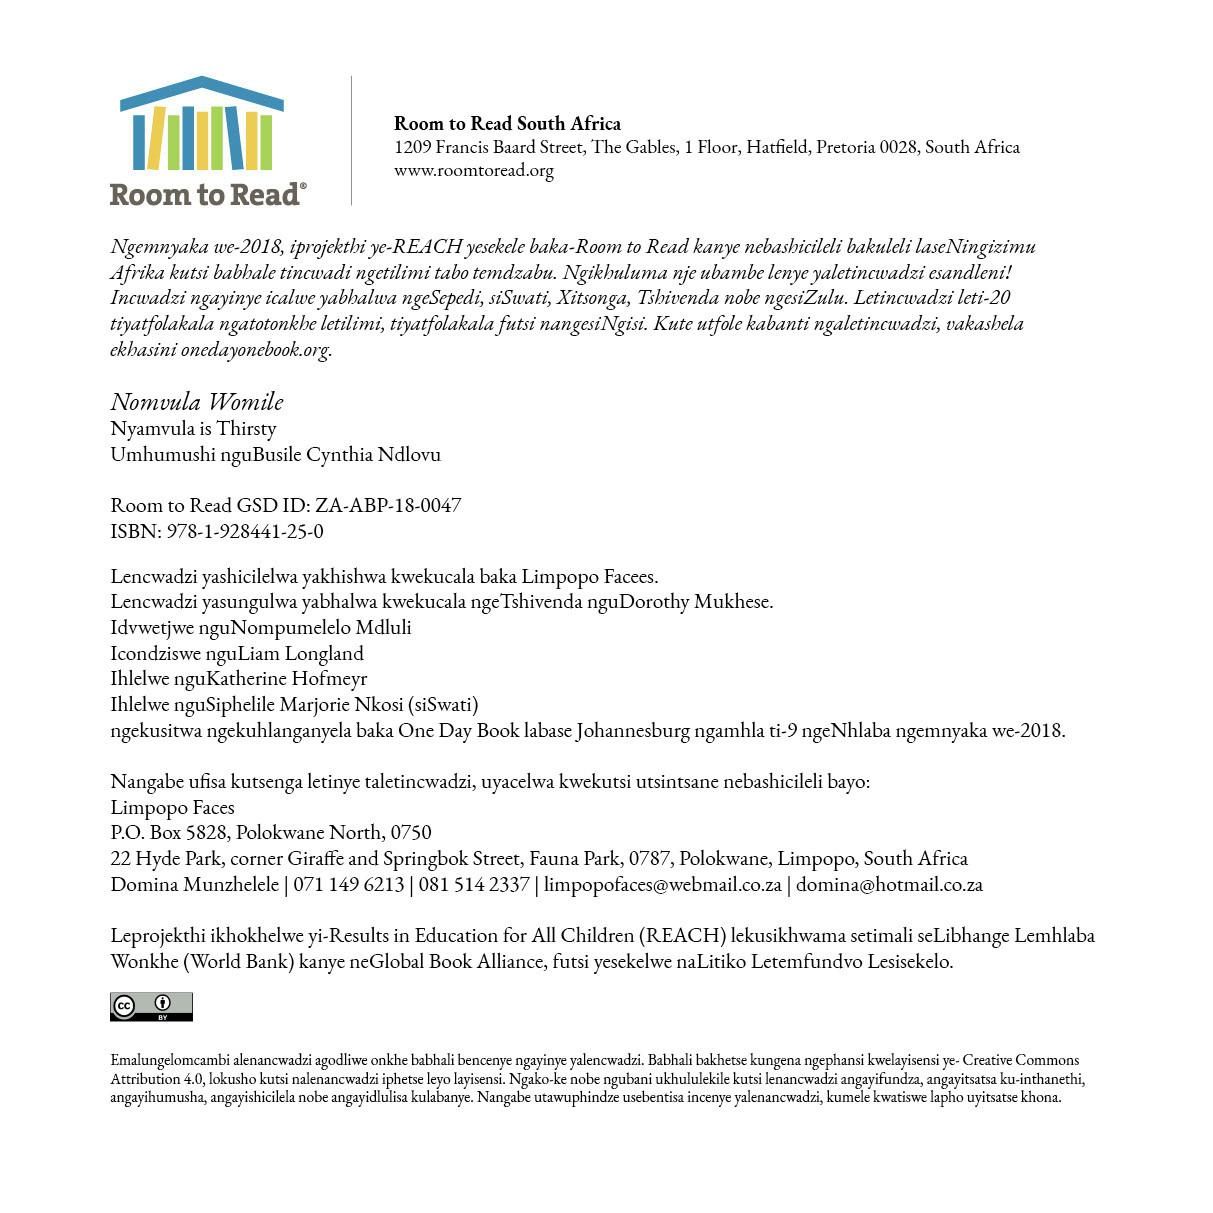 Room to Read®
Room to Read South Africa
1209 Francis Baard Street, The Gables, 1 Floor, Hatfield, Pretoria 0028, South Africa
www.roomtoread.org
Ngemnyaka we-2018, iprojekthi ye-REACH yesekele baka-Room to Read kanye nebashicileli bakuleli laseNingizimu
Afrika kutsi babhale tincwadi ngetilimi tabo temdzabu. Ngikhuluma nje ubambe lenye yaletincwadzi esandleni!
Incwadzi ngayinye icalwe yabhalwa ngeSepedi, siSwati, Xitsonga, Tshivenda nobe ngesiZulu. Letincwadzi leti-20
tiyatfolakala ngatotonkhe letilimi, tiyatfolakala futsi nangesiNgisi. Kute utfole kabanti ngaletincwadzi, vakashela
ekhasini onedayonebook.org.
Nomvula Womile
Nyamvula is Thirsty
Umhumushi nguBusile Cynthia Ndlovu
Room to Read GSD ID: ZA-ABP-18-0047
ISBN: 978-1-928441-25-0
Lencwadzi yashicilelwa yakhishwa kwekucala baka Limpopo Facees.
Lencwadzi yasungulwa yabhalwa kwekucala ngeTshivenda nguDorothy Mukhese.
Idvwetjwe nguNompumelelo Mdluli
Icondziswe nguLiam Longland
Ihlelwe nguKatherine Hofmeyr
Ihlelwe nguSiphelile Marjorie Nkosi (siSwati)
ngekusitwa ngekuhlanganyela baka One Day Book labase Johannesburg ngamhla ti-9 ngeNhlaba ngemnyaka we-2018.
Nangabe ufisa kutsenga letinye taletincwadzi, uyacelwa kwekutsi utsintsane nebashicileli bayo:
Limpopo Faces
P.O. Box 5828, Polokwane North, 0750
22 Hyde Park, corner Giraffe and Springbok Street, Fauna Park, 0787, Polokwane, Limpopo, South Africa
Domina Munzhelele | 071 149 6213 | 081 514 2337 | limpopofaces@webmail.co.za | domina@hotmail.co.za
Leprojekthi ikhokhelwe yi-Results in Education for All Children (REACH) lekusikhwama setimali seLibhange Lemhlaba
Wonkhe (World Bank) kanye neGlobal Book Alliance, futsi yesekelwe naLitiko Letemfundvo Lesisekelo.
cc BY
Emalungelomcambi alenancwadzi agodliwe onkhe babhali bencenye ngayinye yalencwadzi. Babhali bakhetse kungena ngephansi kwelayisensi ye- Creative Commons
Attribution 4.0, lokusho kutsi nalenancwadzi iphetse leyo layisensi. Ngako-ke nobe ngubani ukhululekile kutsi lenancwadzi angayifundza, angayitsatsa ku-inthanethi,
angayihumusha, angayishicilela nobe angayidlulisa kulabanye. Nangabe utawuphindze usebentisa incenye yalenancwadzi, kumele kwatiswe lapho uyitsatse khona.